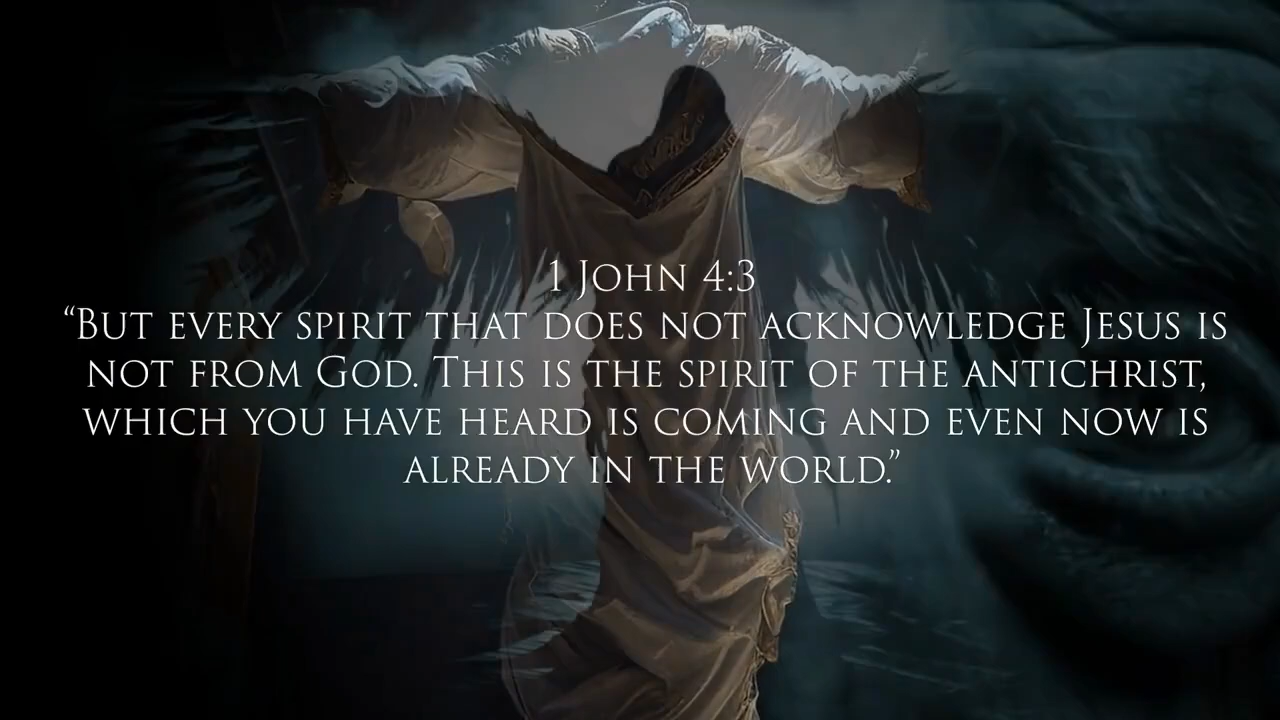 1 John 4:3
“But every spirit that does not acknowledge Jesus is
not from God. This is the spirit of the antichrist,
which you have heard is coming and even now is
already in the world.”